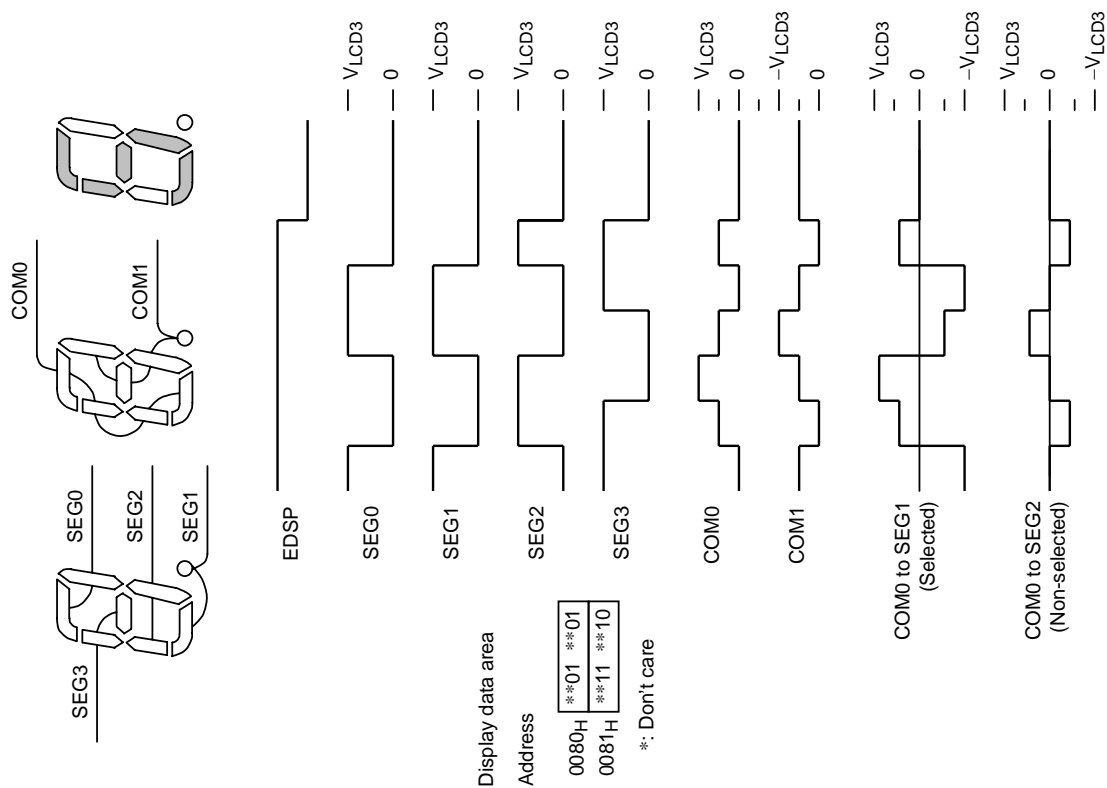 COM0
COM1
SEG3
SEG0
SEG2
SEG1
EDSP
SEG0
VLCD3
0
SEG1
VLCD3
0
SEG2
VLCD3
0
SEG3
VLCD3
0
COM0
VLCD3
0
−VLCD3
COM1
0
COM0 to SEG1
(Selected)
VLCD3
0
−VLCD3
COM0 to SEG2
(Non-selected)
VLCD3
0
−VLCD3
Display data area
Address
0080H **01 **01
0081H **11 **10
*: Don't care